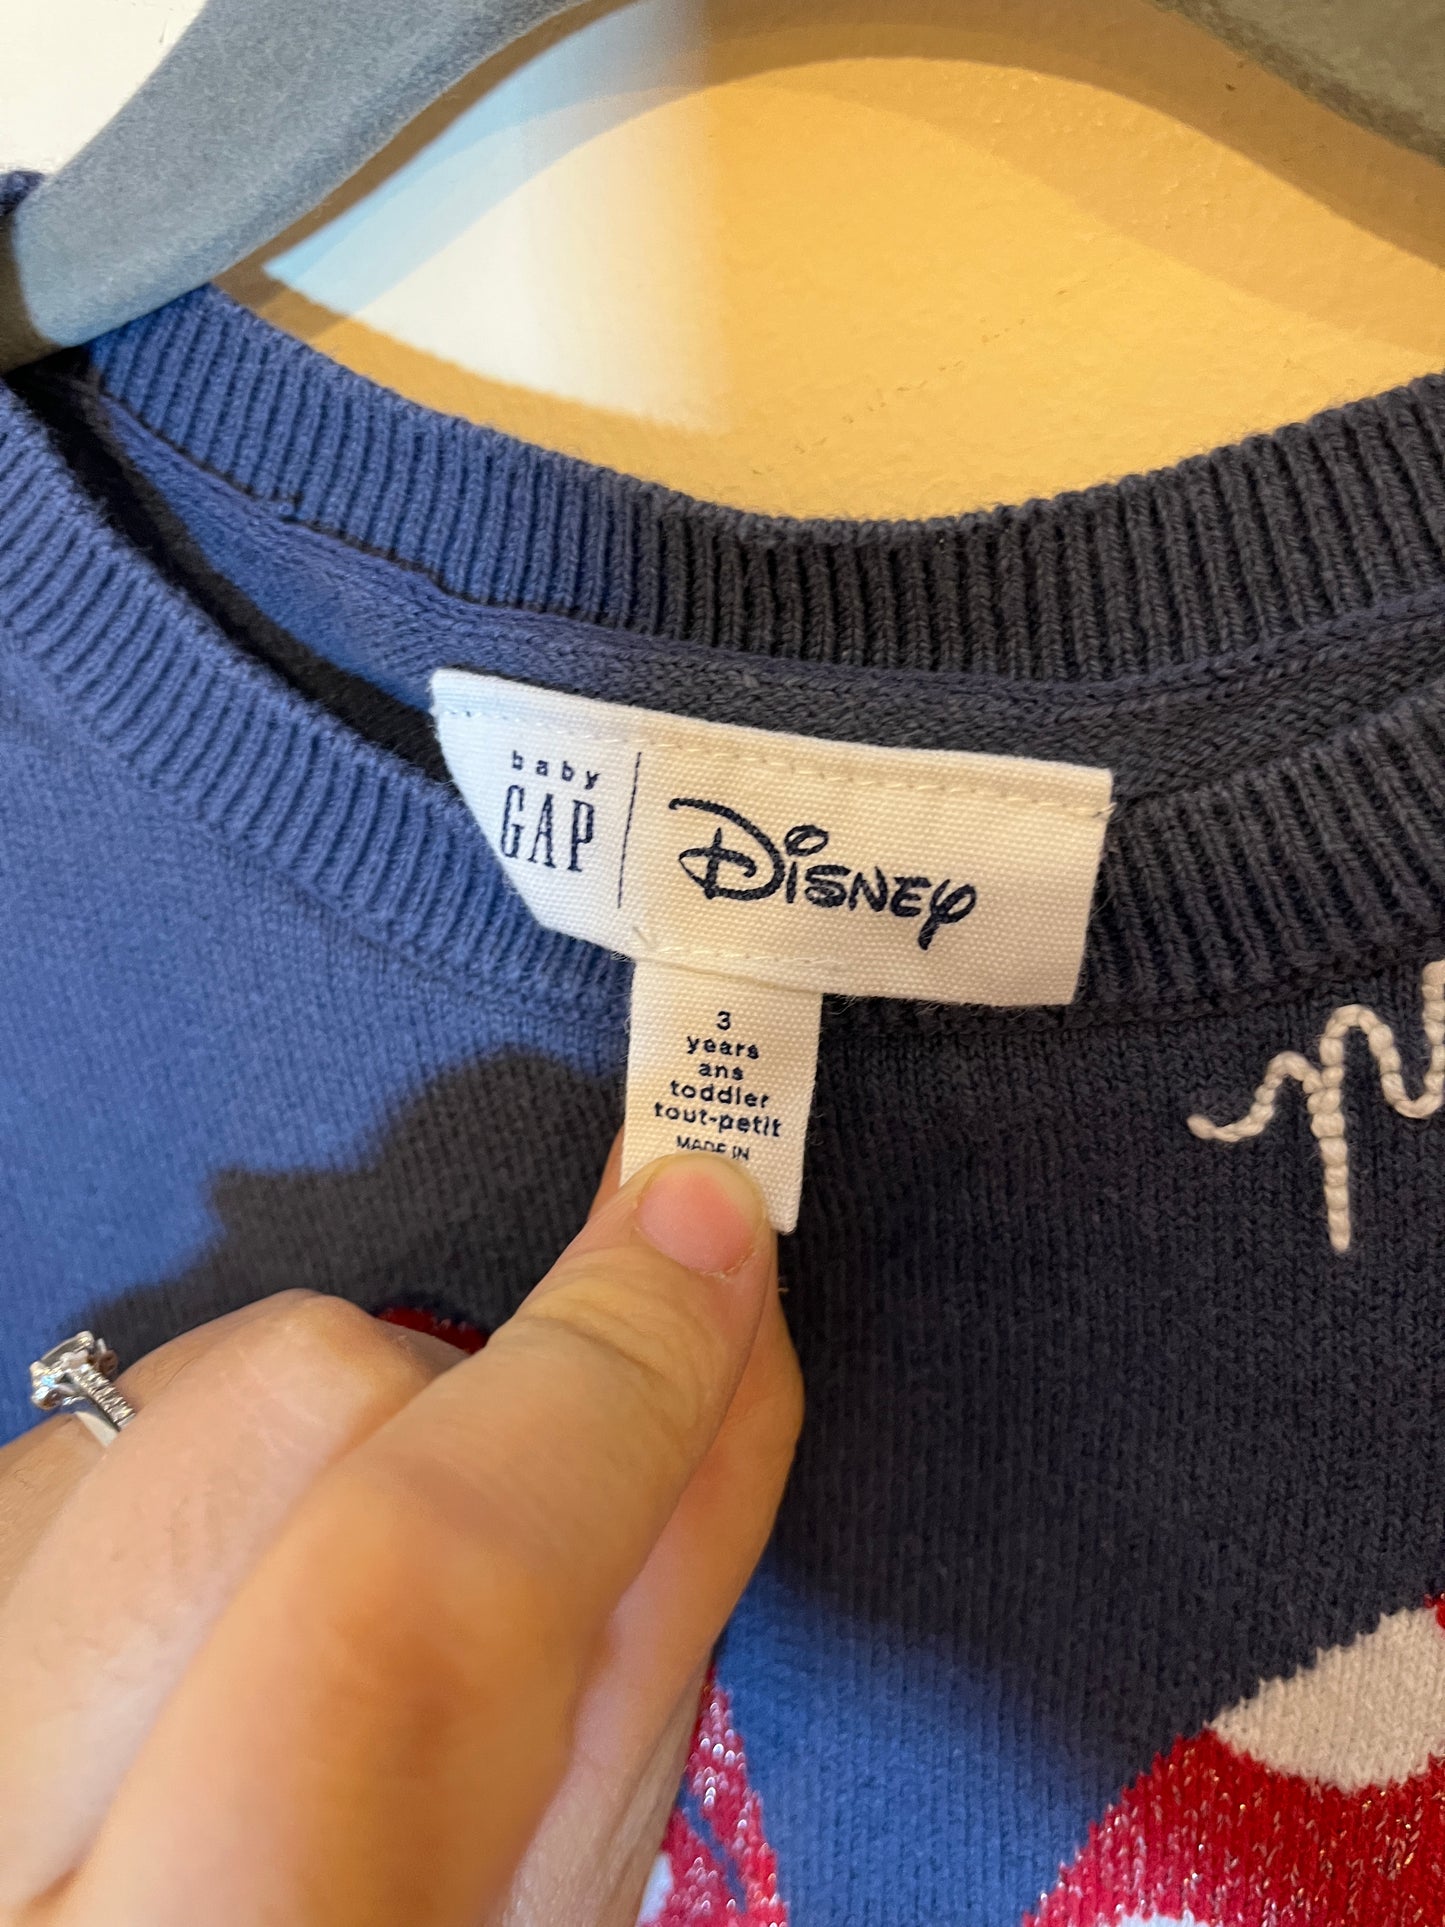 baby
GAP
Disney
3
years
ans
toddler
tout-petit
MADE IN